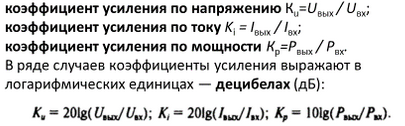 коэффициент усиления по напряжению Kᵤ=Uвых / Uвх;
коэффициент усиления по току Kᵢ = Iвых / Iвх;
коэффициент усиления по мощности Kₚ=Pвых / Pвх.
В ряде случаев коэффициенты усиления выражают в
логарифмических единицах — децибелах (дБ):
Kᵤ = 20lg(Uвых/Uвх); Kᵢ = 20lg(Iвых/Iвх); Kₚ = 10lg(Pвых/Pвх).